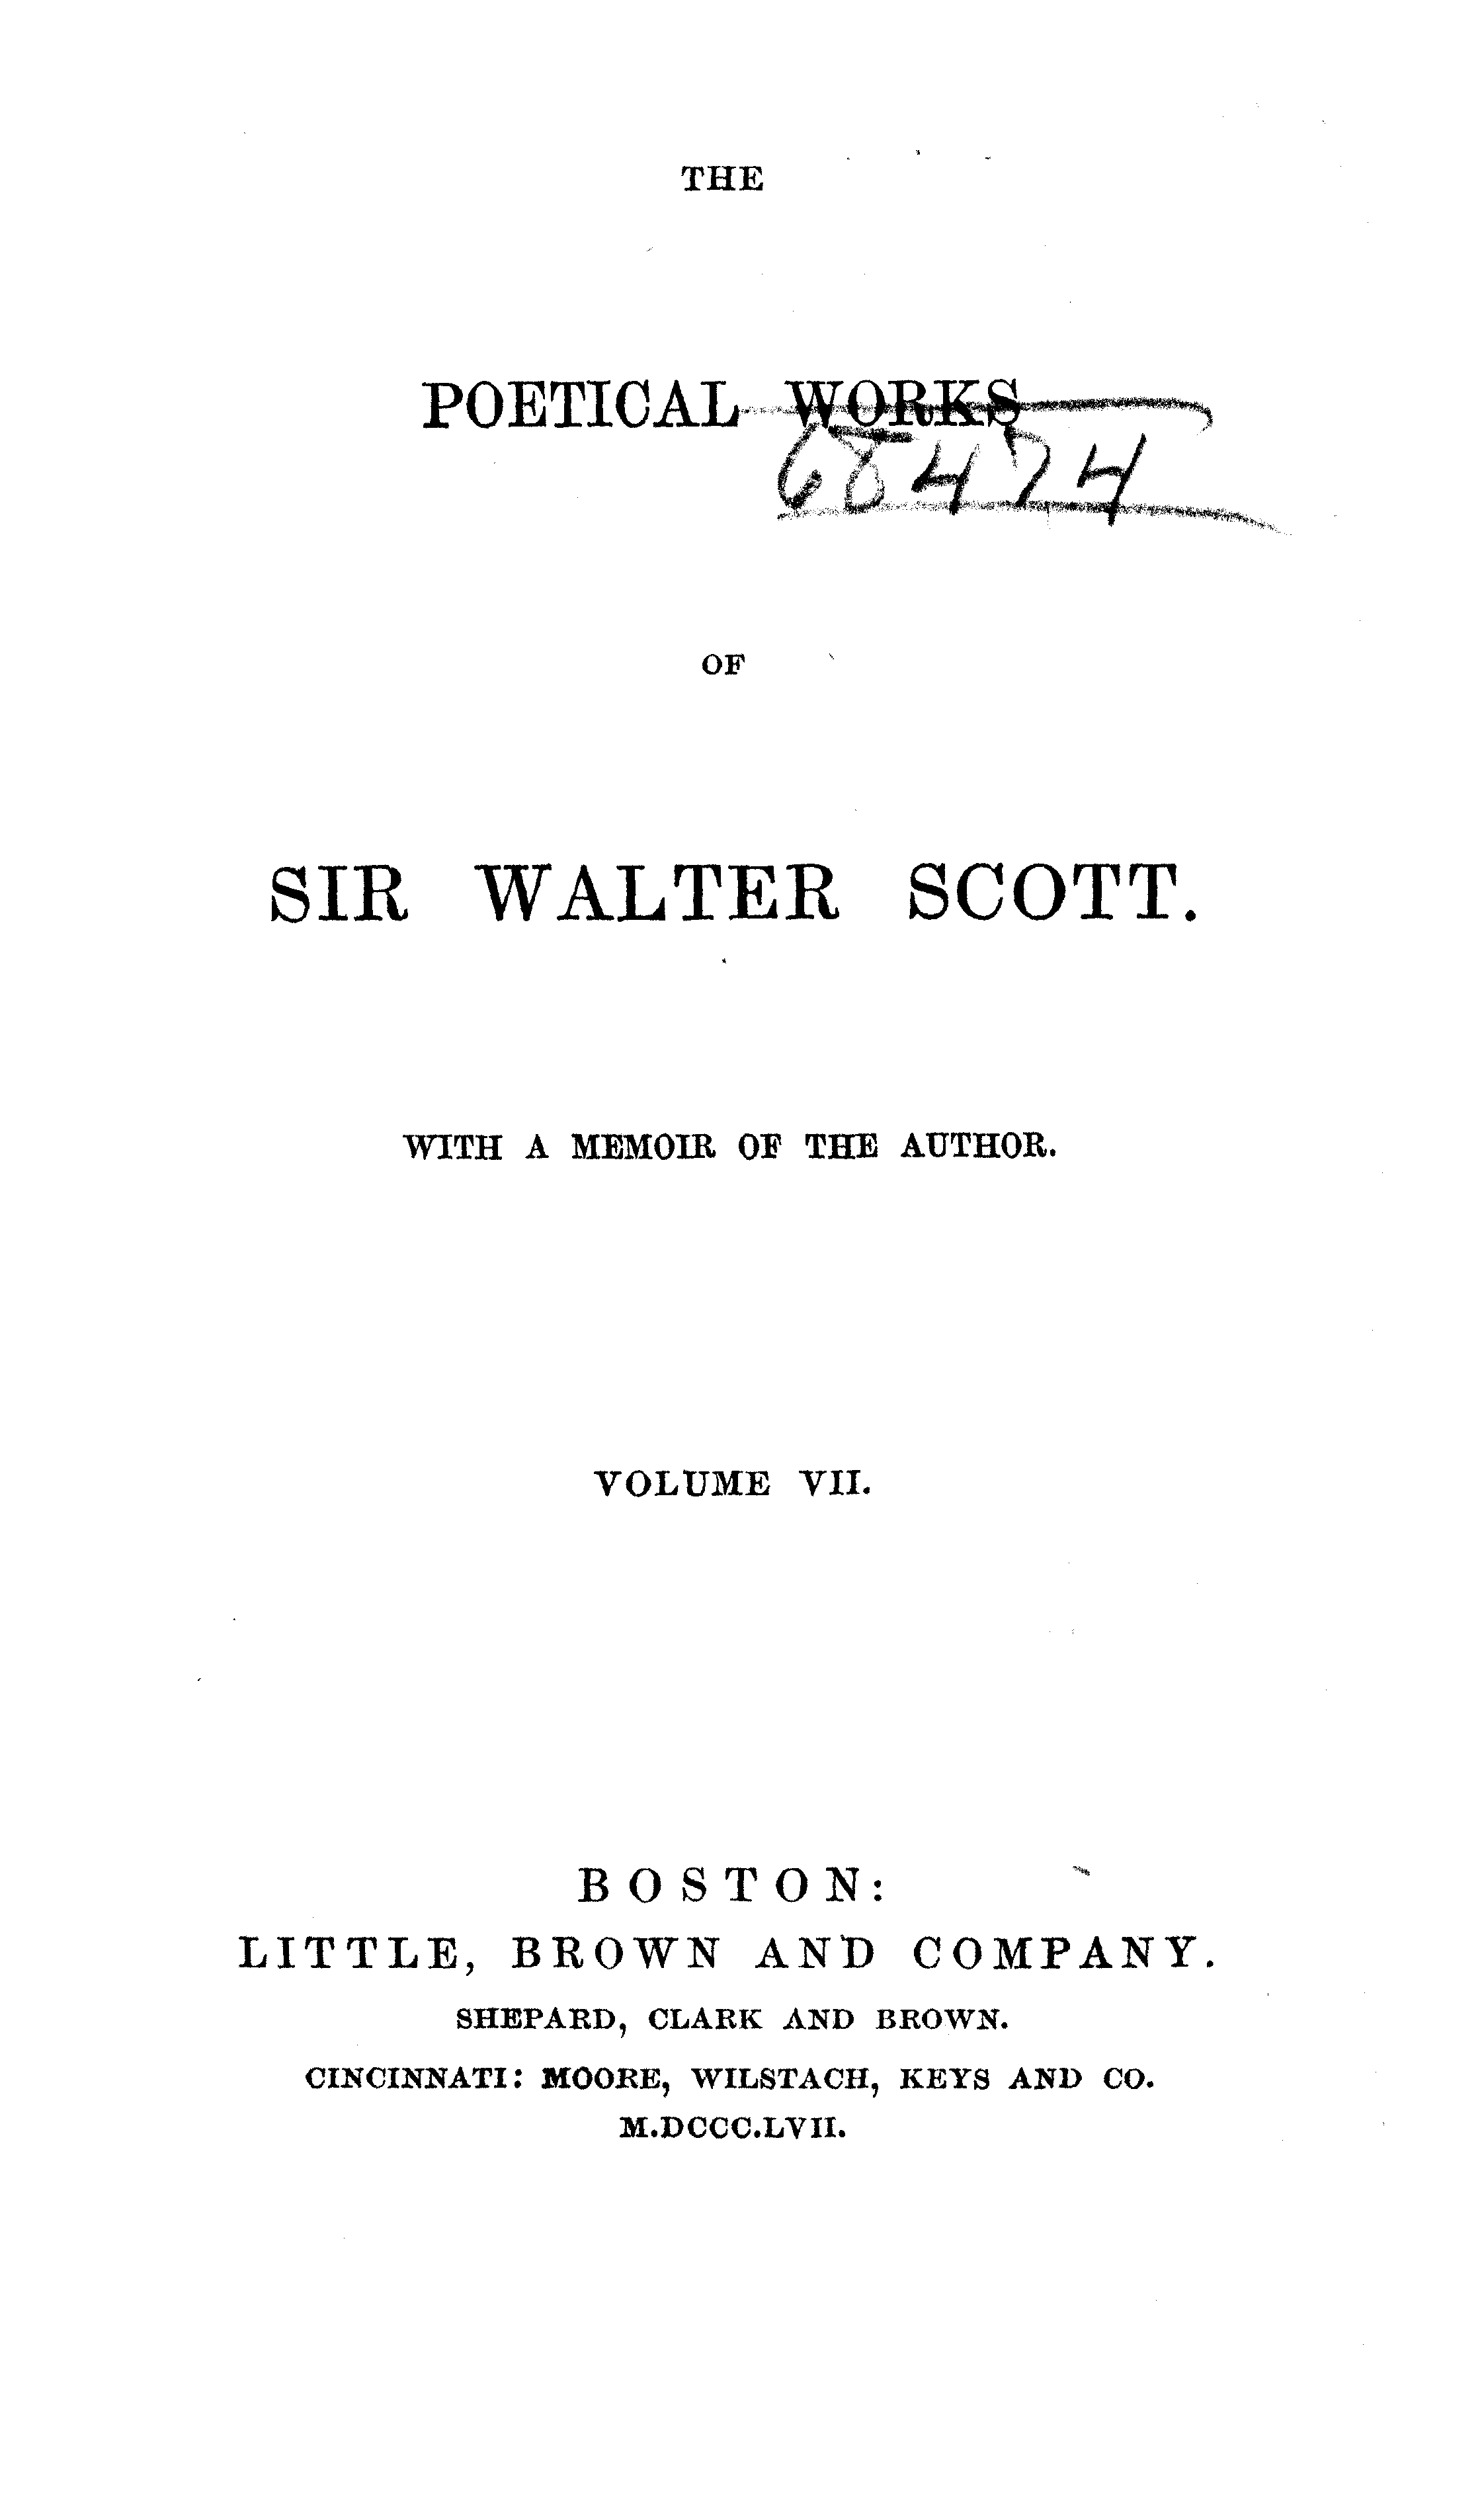 THE
POETICAL WORKS
68474
OF
SIR WALTER SCOTT.
WITH A MEMOIR OF THE AUTHOR.
VOLUME VII.
BOSTON:
LITTLE, BROWN AND COMPANY.
SHEPARD, CLARK AND BROWN.
CINCINNATI: MOORE, WILSTACH, KEYS AND CO.
M.DCCC.LVII.